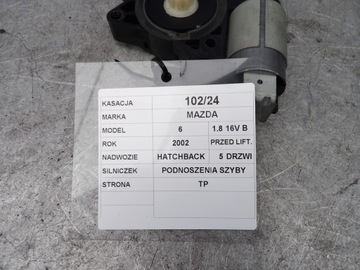 KASACJA 102/24
MARKA MAZDA
MODEL 6 1.8 16V B
ROK 2002 PRZED LIFT.
NADWOZIE HATCHBACK 5 DRZWI
SILNICZEK PODNOSZENIA SZYBY
STRONA TP